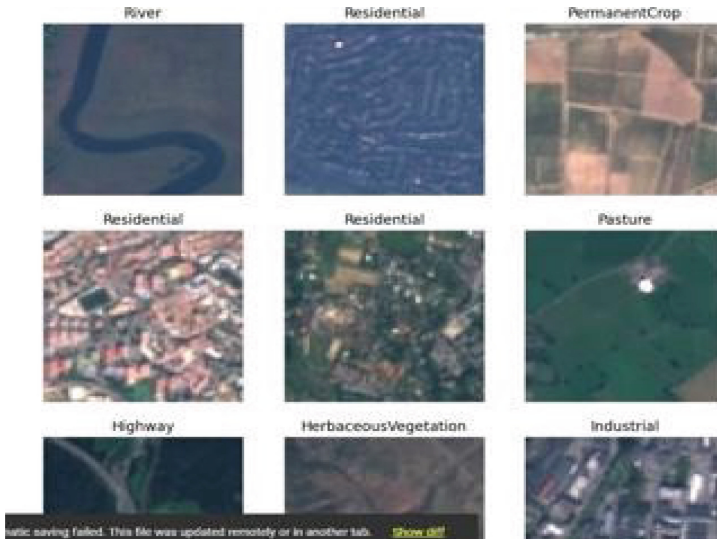 River Residential PermanentCrop
Residential Residential Pasture
Highway HerbaceousVegetation Industrial
matic saving failed. This file was updated remotely or in another tab. Show diff